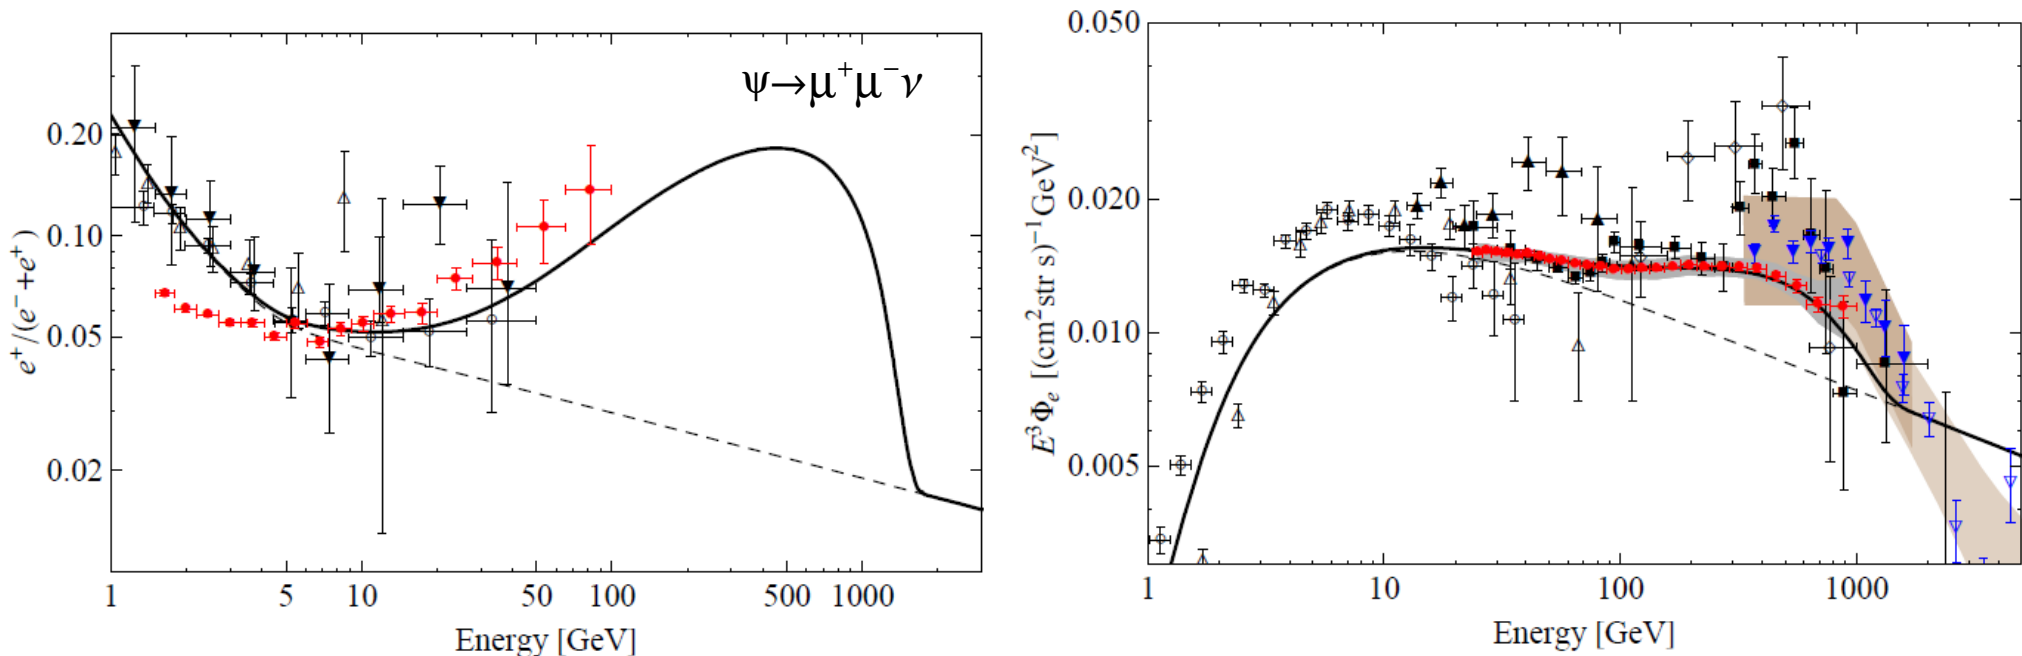 ψ→μ⁺μ⁻ν
0.20
0.10
0.05
0.02
e⁺/(e⁻+e⁺)
1 5 10 50 100 500 1000
Energy [GeV]
0.050
0.020
0.010
0.005
E³Φₑ [(cm²str s)⁻¹GeV²]
1 10 100 1000
Energy [GeV]